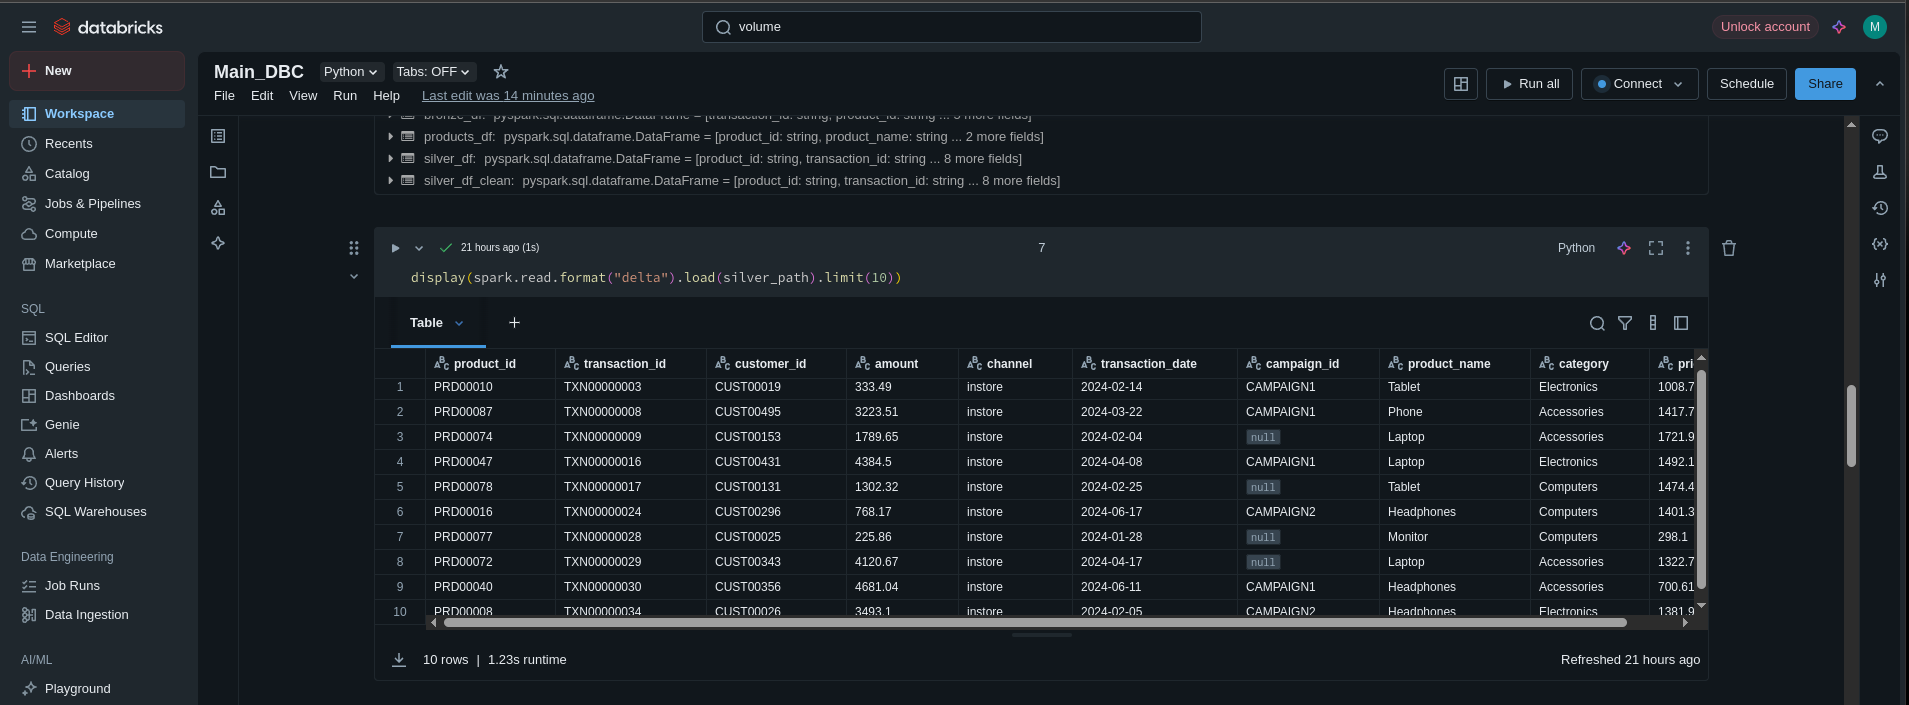 databricks
volume
Unlock account
M
New
Workspace
Recents
Catalog
Jobs & Pipelines
Compute
Marketplace
SQL
SQL Editor
Queries
Dashboards
Genie
Alerts
Query History
SQL Warehouses
Data Engineering
Job Runs
Data Ingestion
AI/ML
Playground
Main_DBC Python Tabs: OFF
File Edit View Run Help Last edit was 14 minutes ago
Run all Connect Schedule Share
bronze_df: pyspark.sql.dataframe.DataFrame = [transaction_id: string, product_id: string ... 5 more fields]
products_df: pyspark.sql.dataframe.DataFrame = [product_id: string, product_name: string ... 2 more fields]
silver_df: pyspark.sql.dataframe.DataFrame = [product_id: string, transaction_id: string ... 8 more fields]
silver_df_clean: pyspark.sql.dataframe.DataFrame = [product_id: string, transaction_id: string ... 8 more fields]
21 hours ago (1s) 7 Python
display(spark.read.format("delta").load(silver_path).limit(10))
Table
product_id transaction_id customer_id amount channel transaction_date campaign_id product_name category pri
1 PRD00010 TXN00000003 CUST00019 333.49 instore 2024-02-14 CAMPAIGN1 Tablet Electronics 1008.7
2 PRD00087 TXN00000008 CUST00495 3223.51 instore 2024-03-22 CAMPAIGN1 Phone Accessories 1417.7
3 PRD00074 TXN00000009 CUST00153 1789.65 instore 2024-02-04 null Laptop Accessories 1721.9
4 PRD00047 TXN00000016 CUST00431 4384.5 instore 2024-04-08 CAMPAIGN1 Laptop Electronics 1492.1
5 PRD00078 TXN00000017 CUST00131 1302.32 instore 2024-02-25 null Tablet Computers 1474.4
6 PRD00016 TXN00000024 CUST00296 768.17 instore 2024-06-17 CAMPAIGN2 Headphones Computers 1401.3
7 PRD00077 TXN00000028 CUST00025 225.86 instore 2024-01-28 null Monitor Computers 298.1
8 PRD00072 TXN00000029 CUST00343 4120.67 instore 2024-04-17 null Laptop Accessories 1322.7
9 PRD00040 TXN00000030 CUST00356 4681.04 instore 2024-06-11 CAMPAIGN1 Headphones Accessories 700.61
10 PRD00008 TXN00000034 CUST00026 3493.1 instore 2024-02-05 CAMPAIGN2 Headphones Electronics 1381.9
10 rows | 1.23s runtime Refreshed 21 hours ago